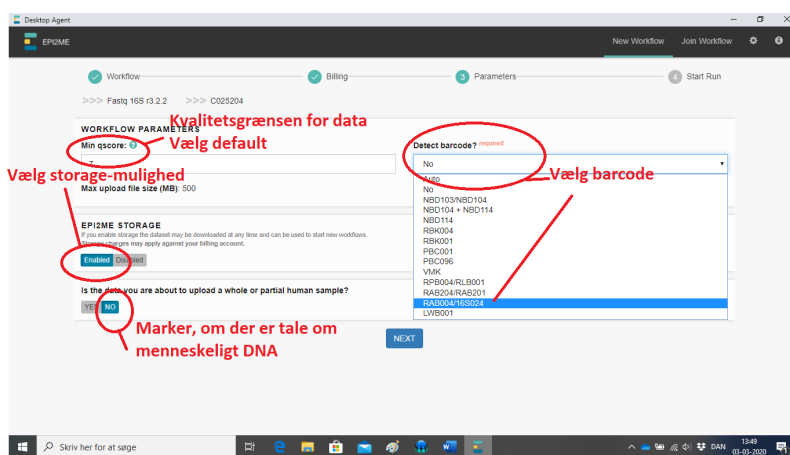 Desktop Agent
EPI2ME
New Workflow
Join Workflow
Workflow
Billing
3 Parameters
4 Start Run
>>> Fastq 16S r3.2.2 >>> C025204
WORKFLOW PARAMETERS
Kvalitetsgrænsen for data
Vælg default
Min qscore:
7
Max upload file size (MB): 500
Vælg storage-mulighed
Detect barcode? required
No
Vælg barcode
Auto
No
NBD103/NBD104
NBD104 + NBD114
NBD114
RBK004
RBK001
PBC001
PBC096
VMK
RPB004/RLB001
RAB204/RAB201
RAB004/16S024
LWB001
EPI2ME STORAGE
If you enable storage the dataset may be downloaded at any time and can be used to start new workflows.
Storage charges may apply against your billing account.
Enabled Disabled
Is the data you are about to upload a whole or partial human sample?
YES NO
Marker, om der er tale om
menneskeligt DNA
NEXT
Skriv her for at søge
DAN
13:49
03-03-2020